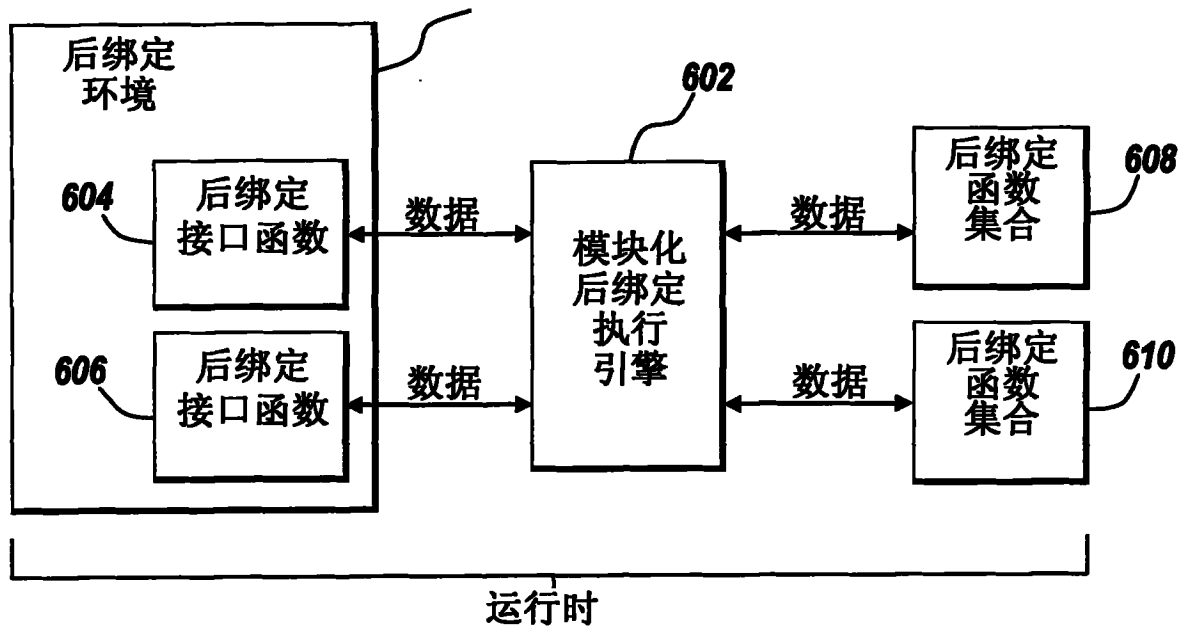 后绑定
环境
602
604
后绑定
接口函数
数据
模块化
后绑定
执行
引擎
数据
后绑定
函数
集合
608
606
后绑定
接口函数
数据
数据
后绑定
函数
集合
610
运行时